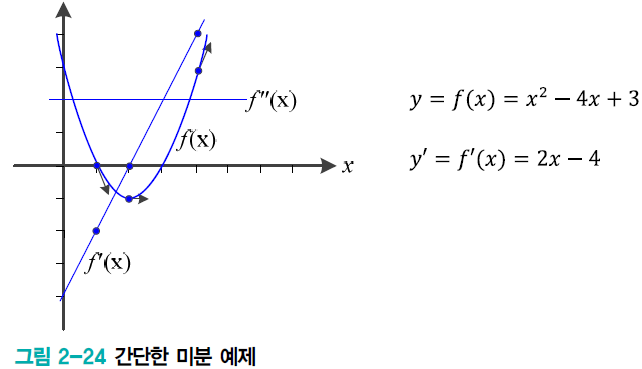 f''(x)
f(x)
x
f'(x)
y = f(x) = x² − 4x + 3
y' = f'(x) = 2x − 4
그림 2-24 간단한 미분 예제